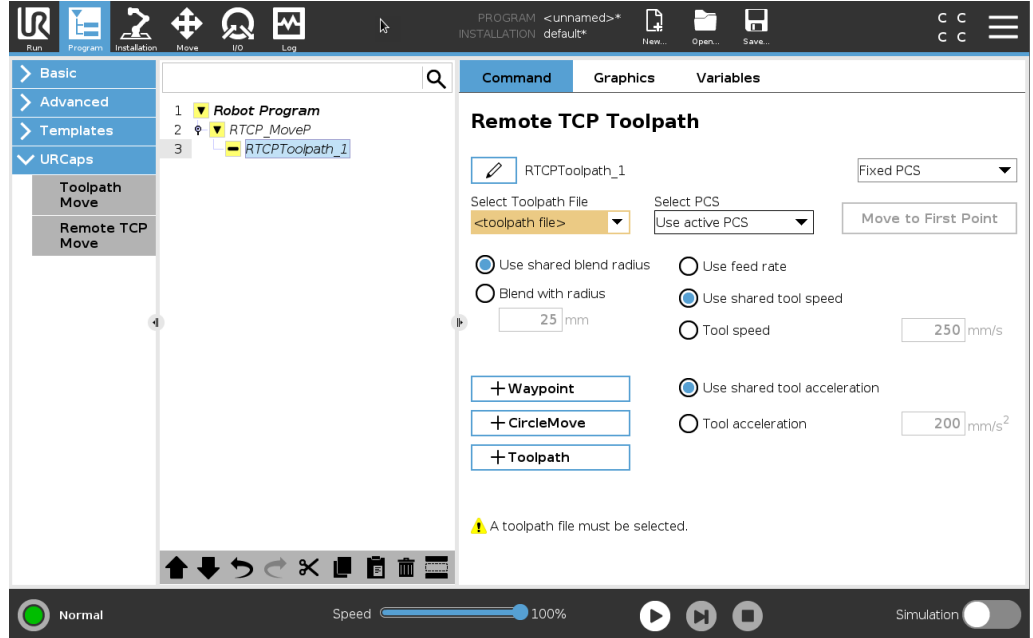 UR
PROGRAM <unnamed>*
INSTALLATION default*
C C
C C
Run Program Installation Move I/O Log New... Open... Save...
Basic
Advanced
Templates
URCaps
Toolpath
Move
Remote TCP
Move
1 Robot Program
2 RTCP_MoveP
3 RTCPToolpath_1
Command Graphics Variables
Remote TCP Toolpath
RTCPToolpath_1 Fixed PCS
Select Toolpath File Select PCS
<toolpath file> Use active PCS Move to First Point
Use shared blend radius Use feed rate
Blend with radius Use shared tool speed
25 mm Tool speed 250 mm/s
+Waypoint Use shared tool acceleration
+CircleMove Tool acceleration 200 mm/s²
+Toolpath
A toolpath file must be selected.
Normal Speed 100% Simulation